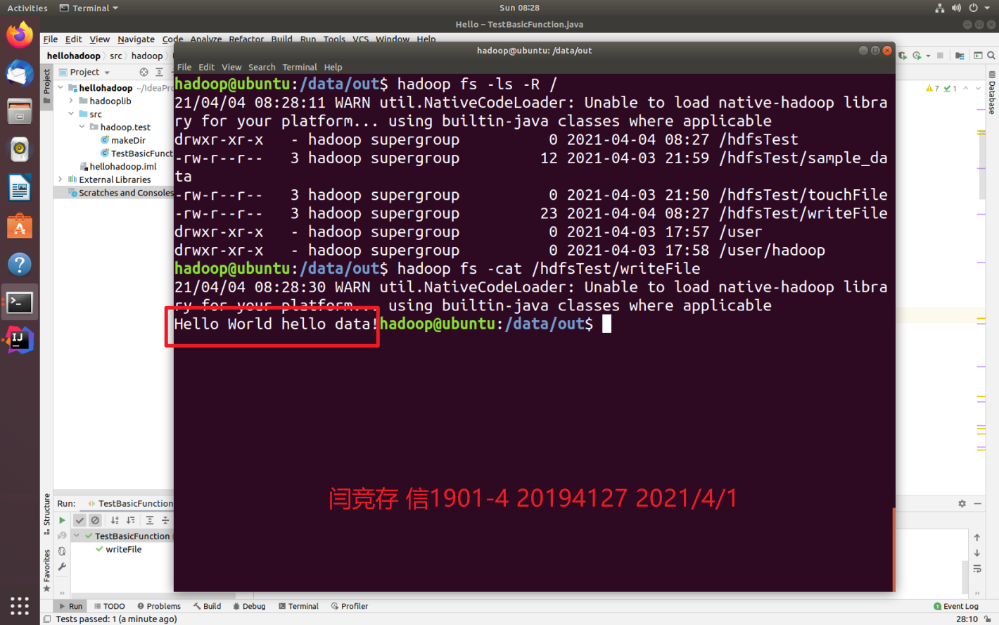 Activities Terminal Sun 08:28
Hello – TestBasicFunction.java
File Edit View Navigate Code Analyze Refactor Build Run Tools VCS Window Help
hellohadoop src hadoop
hadoop@ubuntu: /data/out
File Edit View Search Terminal Help
Project
Project
hellohadoop ~/IdeaPro
hadooplib
src
hadoop.test
makeDir
TestBasicFunct
hellohadoop.iml
External Libraries
Scratches and Consoles
hadoop@ubuntu:/data/out$ hadoop fs -ls -R /
21/04/04 08:28:11 WARN util.NativeCodeLoader: Unable to load native-hadoop libra
ry for your platform... using builtin-java classes where applicable
drwxr-xr-x - hadoop supergroup 0 2021-04-04 08:27 /hdfsTest
-rw-r--r-- 3 hadoop supergroup 12 2021-04-03 21:59 /hdfsTest/sample_da
ta
-rw-r--r-- 3 hadoop supergroup 0 2021-04-03 21:50 /hdfsTest/touchFile
-rw-r--r-- 3 hadoop supergroup 23 2021-04-04 08:27 /hdfsTest/writeFile
drwxr-xr-x - hadoop supergroup 0 2021-04-03 17:57 /user
drwxr-xr-x - hadoop supergroup 0 2021-04-03 17:58 /user/hadoop
hadoop@ubuntu:/data/out$ hadoop fs -cat /hdfsTest/writeFile
21/04/04 08:28:30 WARN util.NativeCodeLoader: Unable to load native-hadoop libra
ry for your platform... using builtin-java classes where applicable
Hello World hello data!hadoop@ubuntu:/data/out$
闫竞存 信1901-4 20194127 2021/4/1
7 1
Database
Structure
Favorites
Run: TestBasicFunction
TestBasicFunction
writeFile
Run TODO Problems Build Debug Terminal Profiler 1 Event Log
Tests passed: 1 (a minute ago) 28:10